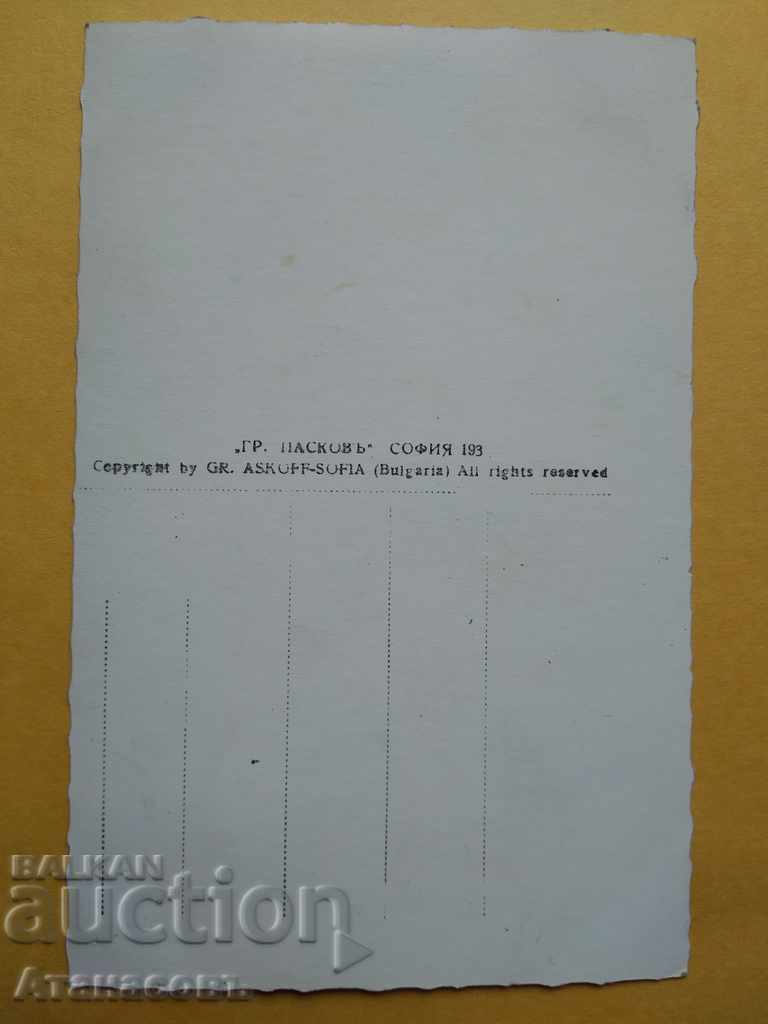 „ГР. ПАСКОВЪ“ СОФИЯ 193
Copyright by GR. ASKOFF-SOFIA (Bulgaria) All rights reserved
BALKAN
auction
Атанасовъ